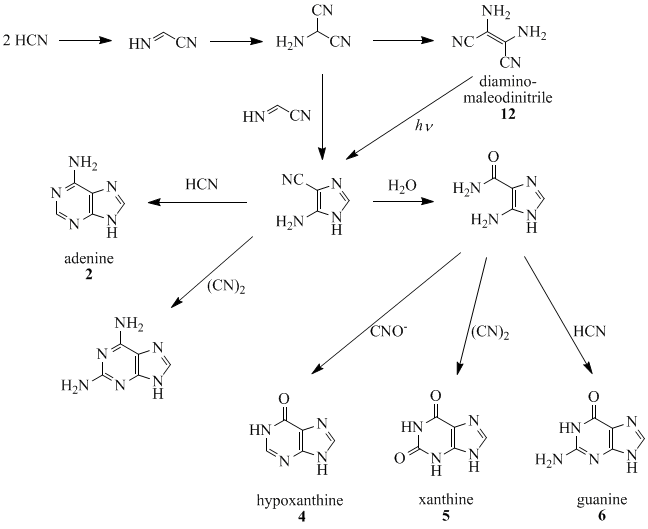 2 HCN
HN
CN
CN
H2N
CN
NH2
NC
NH2
CN
diamino-
maleodinitrile
12
HN
CN
hν
NH2
N
N
N
N
H
adenine
2
HCN
NC
N
H2N
N
H
H2O
O
H2N
N
H2N
N
H
(CN)2
NH2
N
N
H2N
N
N
H
CNO-
(CN)2
HCN
O
HN
N
N
N
H
hypoxanthine
4
O
HN
N
O
N
H
N
H
xanthine
5
O
NH
N
H2N
N
N
H
guanine
6